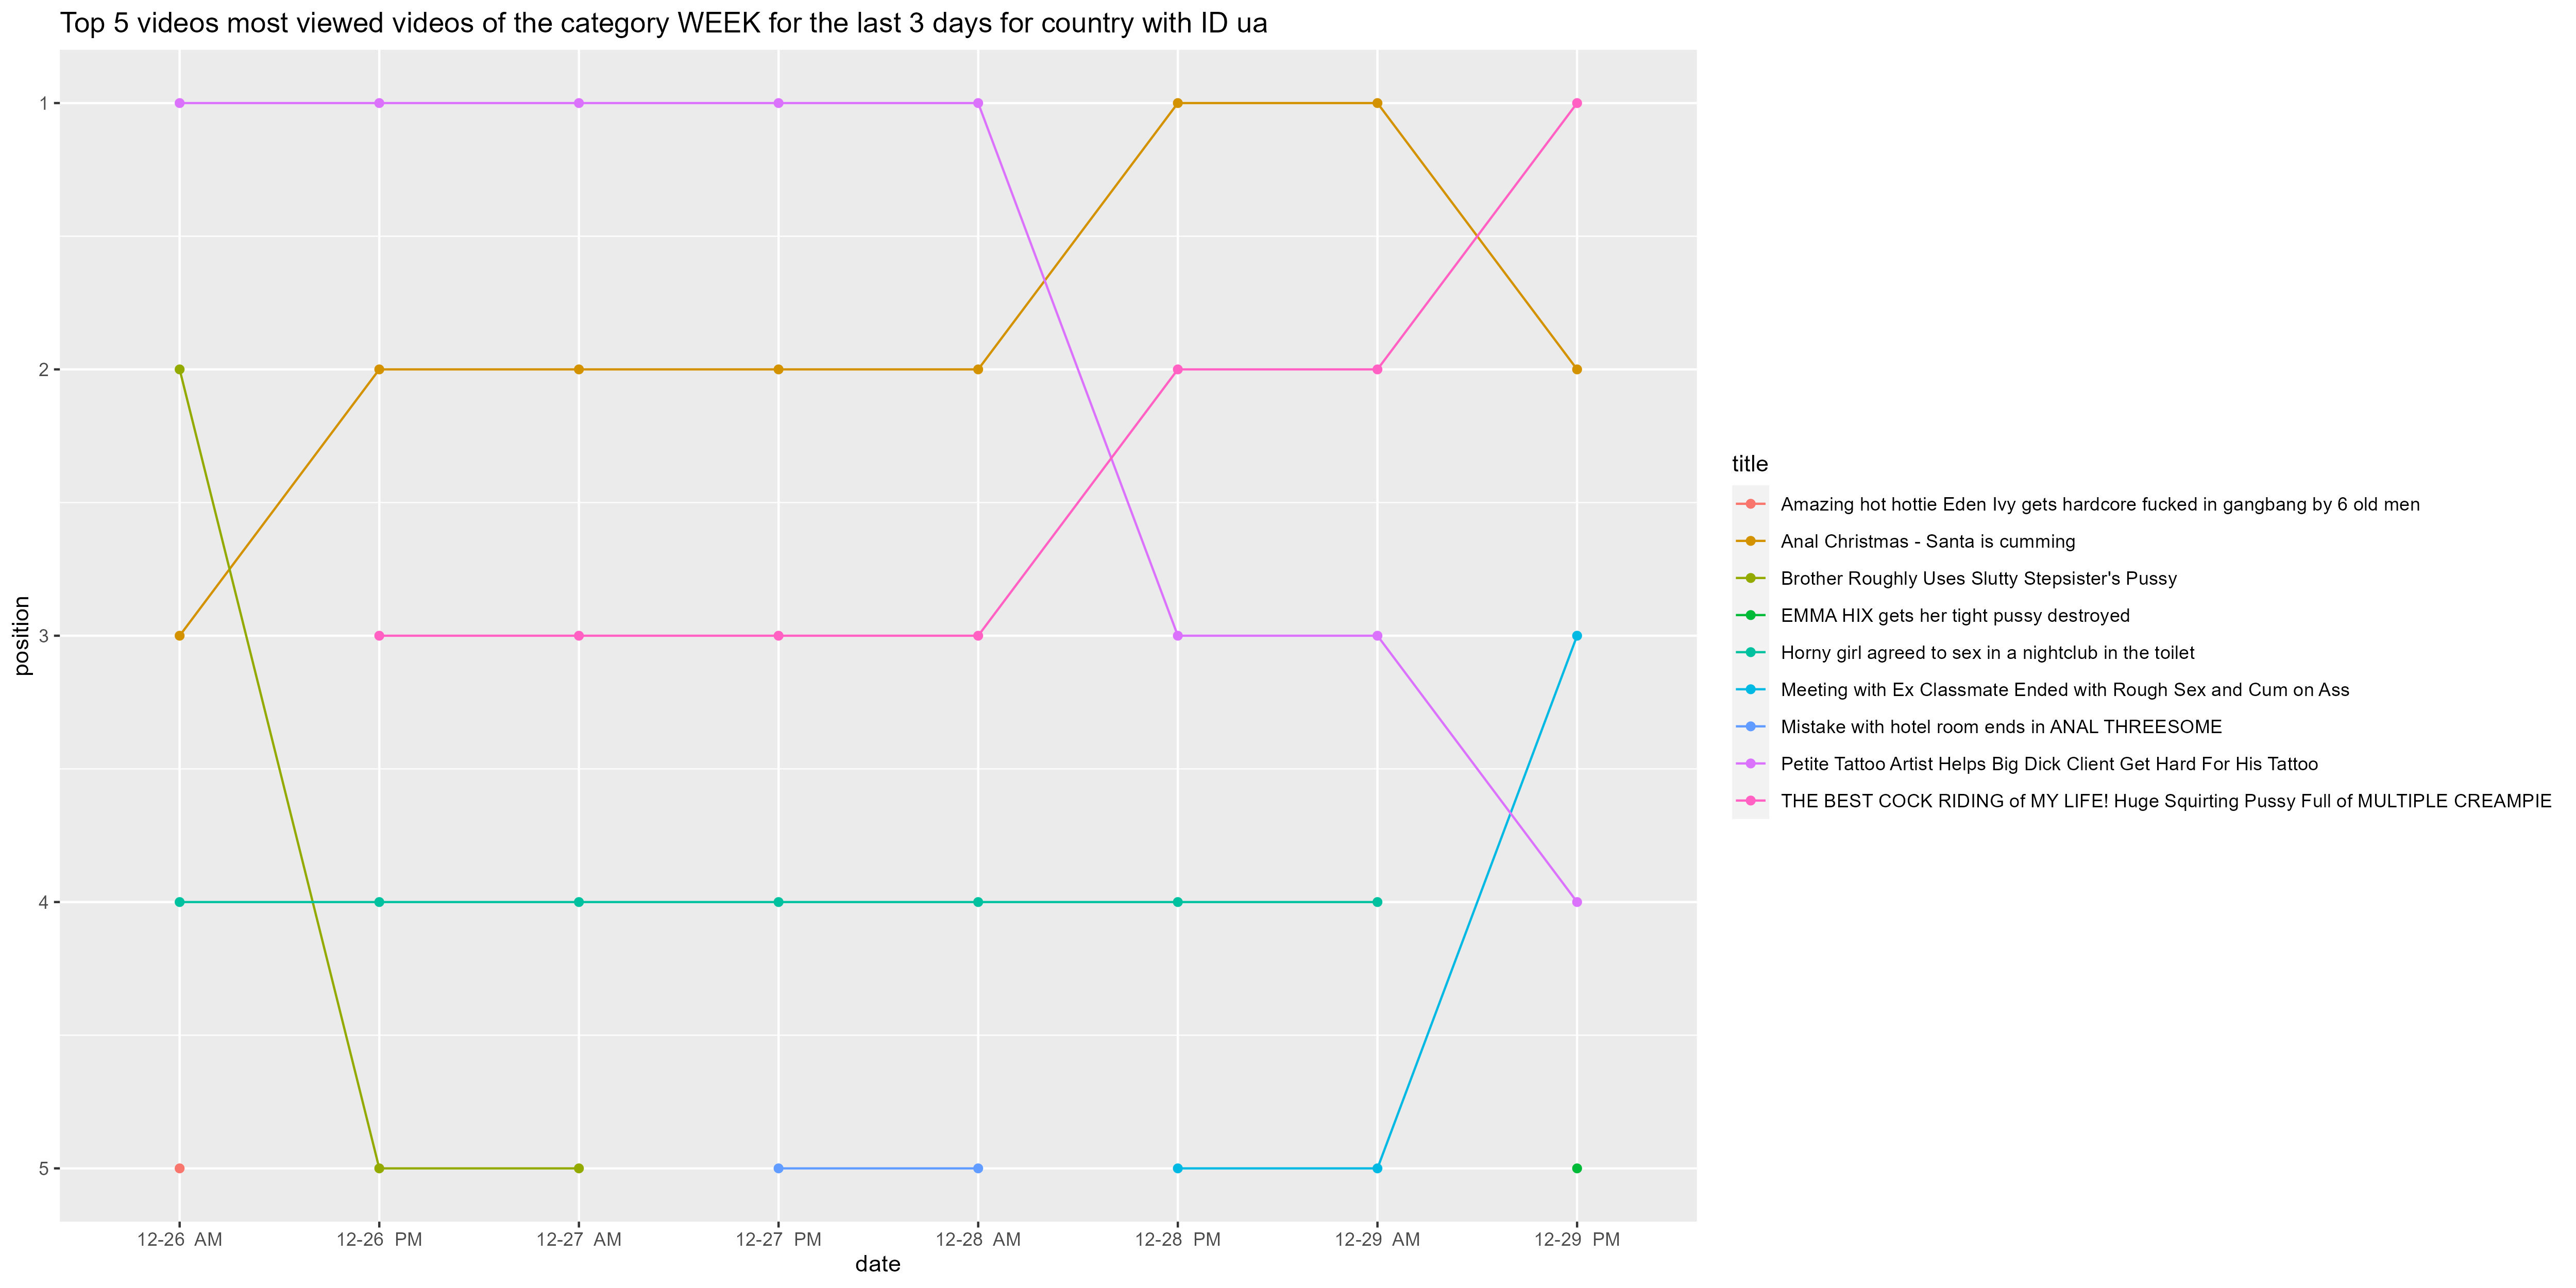 Top 5 videos most viewed videos of the category WEEK for the last 3 days for country with ID ua
position
1
2
3
4
5
12-26 AM
12-26 PM
12-27 AM
12-27 PM
12-28 AM
12-28 PM
12-29 AM
12-29 PM
date
title
Amazing hot hottie Eden Ivy gets hardcore fucked in gangbang by 6 old men
Anal Christmas - Santa is cumming
Brother Roughly Uses Slutty Stepsister's Pussy
EMMA HIX gets her tight pussy destroyed
Horny girl agreed to sex in a nightclub in the toilet
Meeting with Ex Classmate Ended with Rough Sex and Cum on Ass
Mistake with hotel room ends in ANAL THREESOME
Petite Tattoo Artist Helps Big Dick Client Get Hard For His Tattoo
THE BEST COCK RIDING of MY LIFE! Huge Squirting Pussy Full of MULTIPLE CREAMPIE